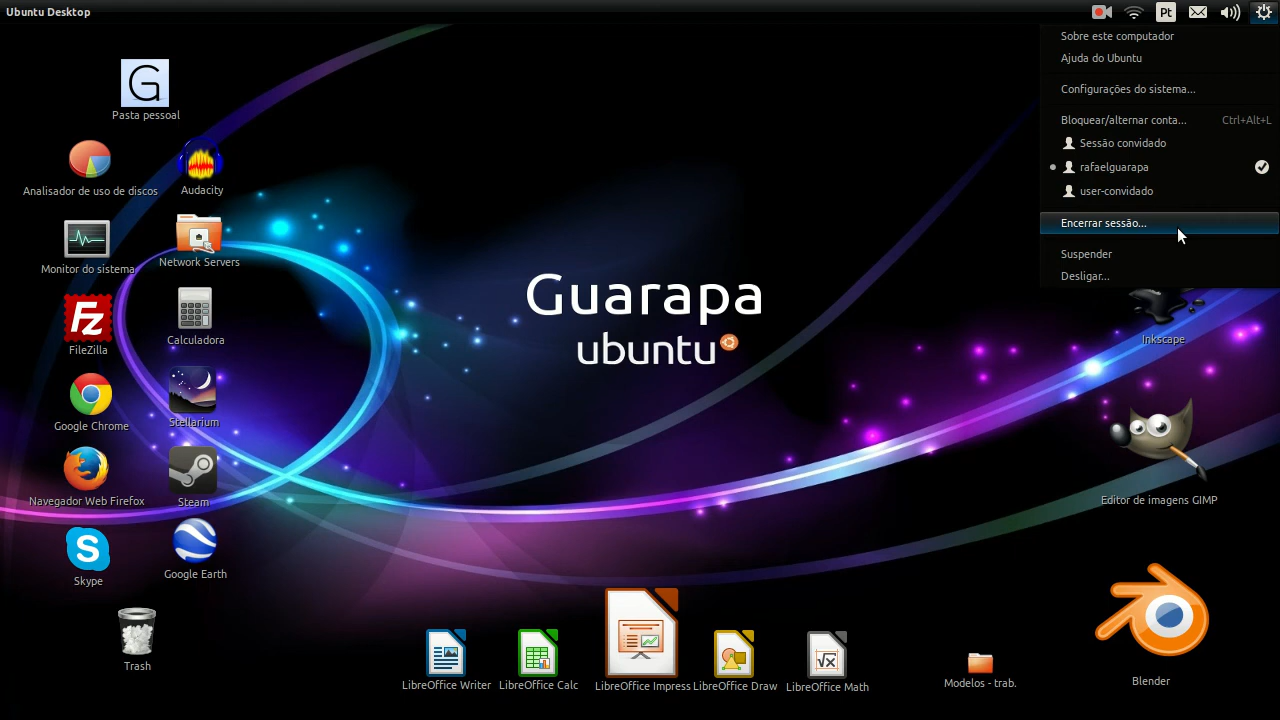 Ubuntu Desktop
Pt
Sobre este computador
Ajuda do Ubuntu
Configurações do sistema...
Bloquear/alternar conta... Ctrl+Alt+L
Sessão convidado
rafaelguarapa
user-convidado
Encerrar sessão...
Suspender
Desligar...
G
Pasta pessoal
Analisador de uso de discos
Audacity
Monitor do sistema
Network Servers
Fz
FileZilla
Calculadora
Google Chrome
Stellarium
Navegador Web Firefox
Steam
S
Skype
Google Earth
Trash
Guarapa
ubuntu
Inkscape
Editor de imagens GIMP
Blender
LibreOffice Writer
LibreOffice Calc
LibreOffice Impress
LibreOffice Draw
√x
LibreOffice Math
Modelos - trab.